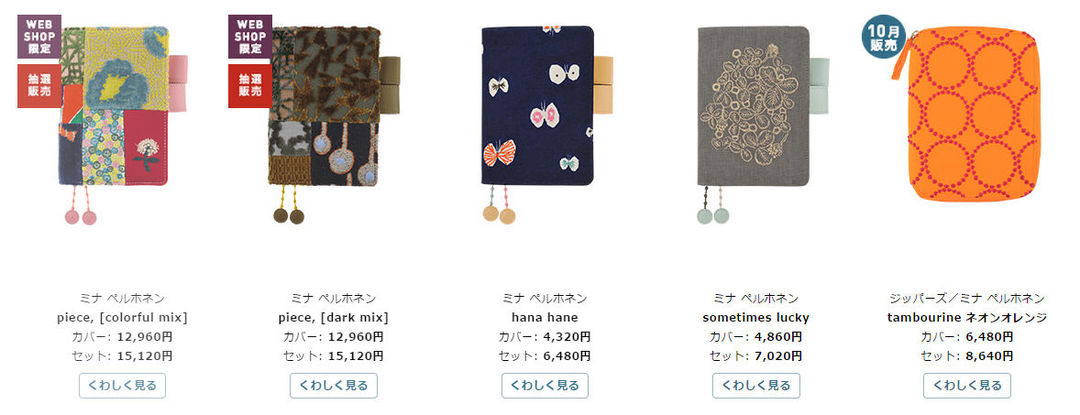 WEB
SHOP
限定
抽選
販売
ミナ ペルホネン
piece, [colorful mix]
カバー: 12,960円
セット: 15,120円
くわしく見る
WEB
SHOP
限定
抽選
販売
ミナ ペルホネン
piece, [dark mix]
カバー: 12,960円
セット: 15,120円
くわしく見る
ミナ ペルホネン
hana hane
カバー: 4,320円
セット: 6,480円
くわしく見る
ミナ ペルホネン
sometimes lucky
カバー: 4,860円
セット: 7,020円
くわしく見る
10月
販売
ジッパーズ／ミナ ペルホネン
tambourine ネオンオレンジ
カバー: 6,480円
セット: 8,640円
くわしく見る